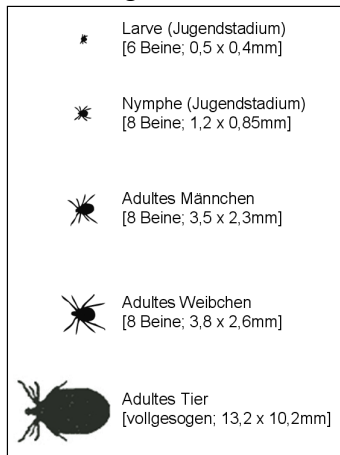 Larve (Jugendstadium)
[6 Beine; 0,5 x 0,4mm]
Nymphe (Jugendstadium)
[8 Beine; 1,2 x 0,85mm]
Adultes Männchen
[8 Beine; 3,5 x 2,3mm]
Adultes Weibchen
[8 Beine; 3,8 x 2,6mm]
Adultes Tier
[vollgesogen; 13,2 x 10,2mm]